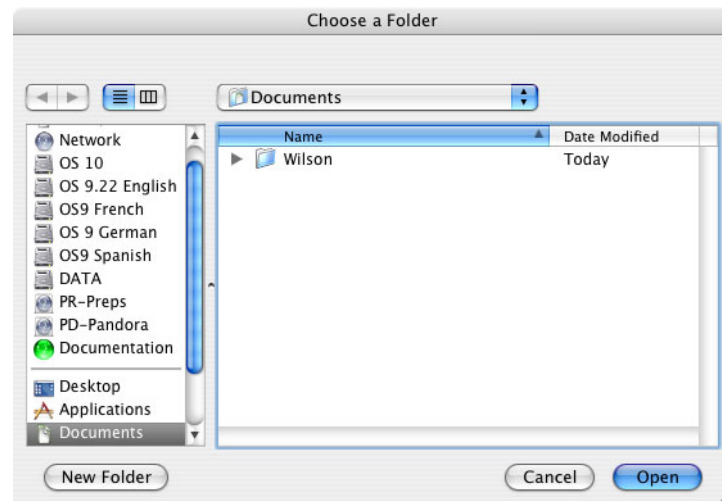 Choose a Folder
Documents
Network
OS 10
OS 9.22 English
OS9 French
OS 9 German
OS9 Spanish
DATA
PR-Preps
PD-Pandora
Documentation
Desktop
Applications
Documents
Name Date Modified
Wilson Today
New Folder Cancel Open